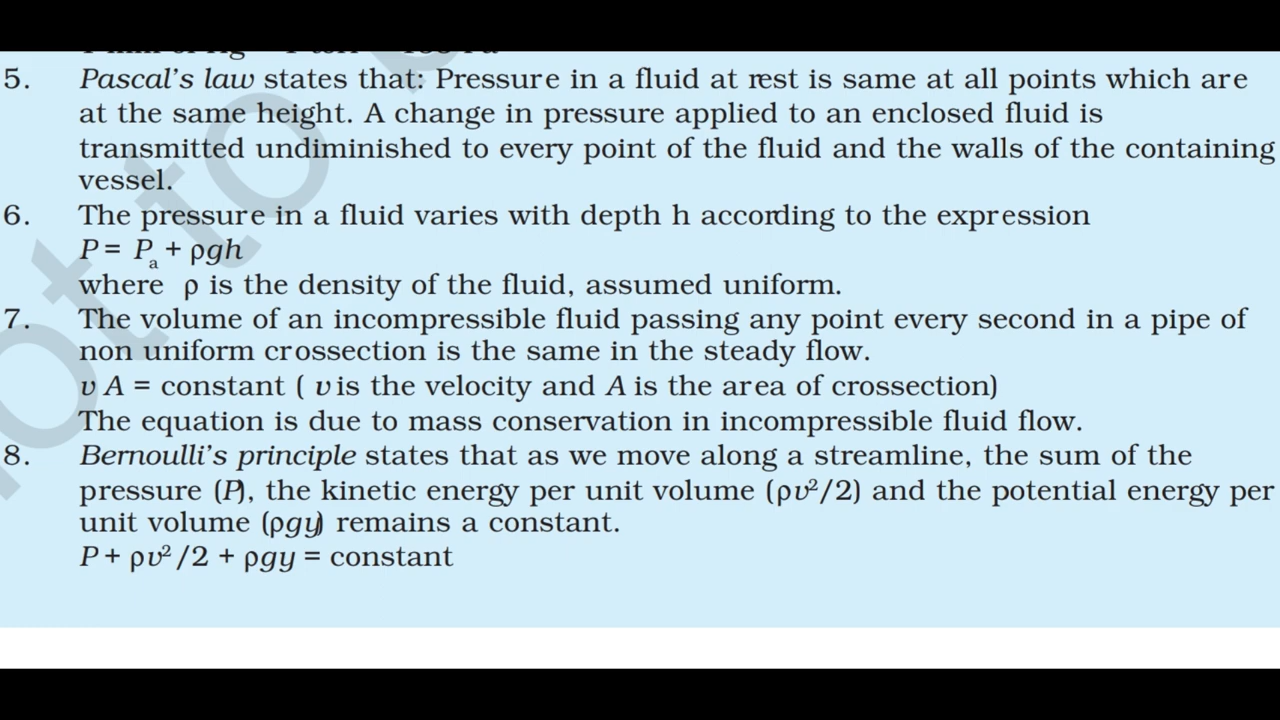 5. Pascal's law states that: Pressure in a fluid at rest is same at all points which are
at the same height. A change in pressure applied to an enclosed fluid is
transmitted undiminished to every point of the fluid and the walls of the containing
vessel.
6. The pressure in a fluid varies with depth h according to the expression
P = Pₐ + ρgh
where ρ is the density of the fluid, assumed uniform.
7. The volume of an incompressible fluid passing any point every second in a pipe of
non uniform crossection is the same in the steady flow.
v A = constant ( v is the velocity and A is the area of crossection)
The equation is due to mass conservation in incompressible fluid flow.
8. Bernoulli's principle states that as we move along a streamline, the sum of the
pressure (P), the kinetic energy per unit volume (ρv²/2) and the potential energy per
unit volume (ρgy) remains a constant.
P + ρv²/2 + ρgy = constant